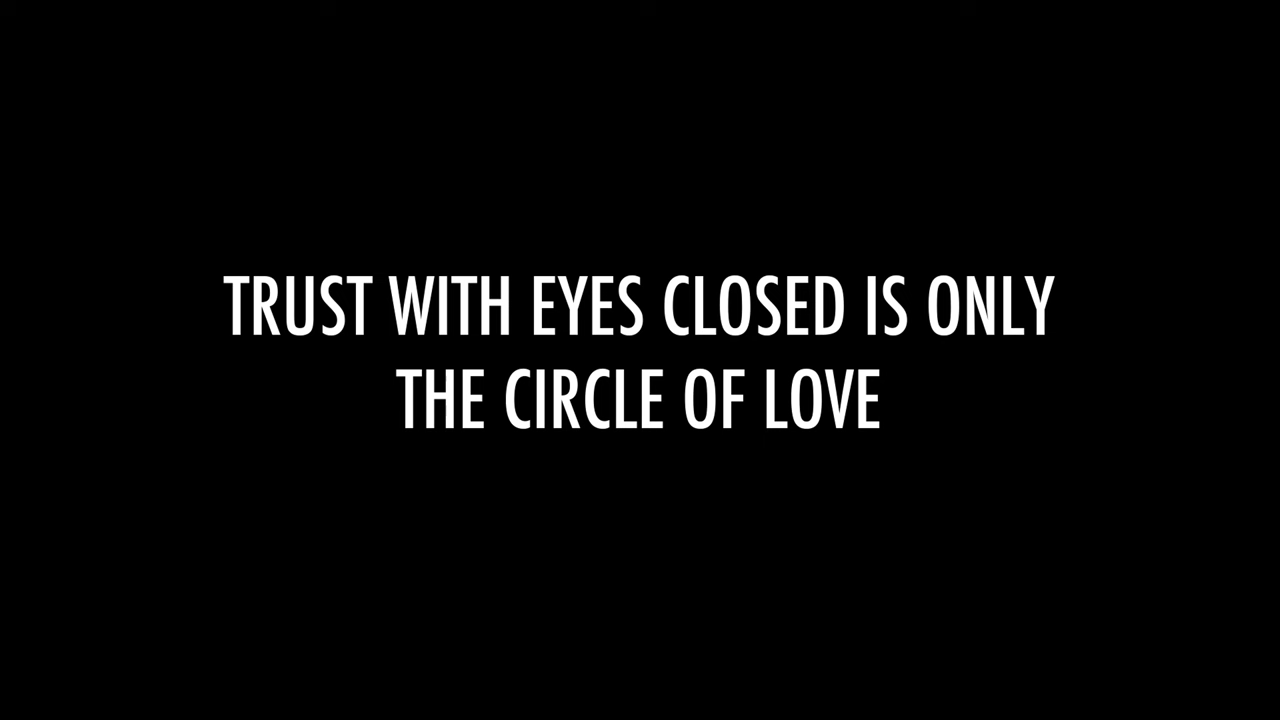 TRUST WITH EYES CLOSED IS ONLY
THE CIRCLE OF LOVE